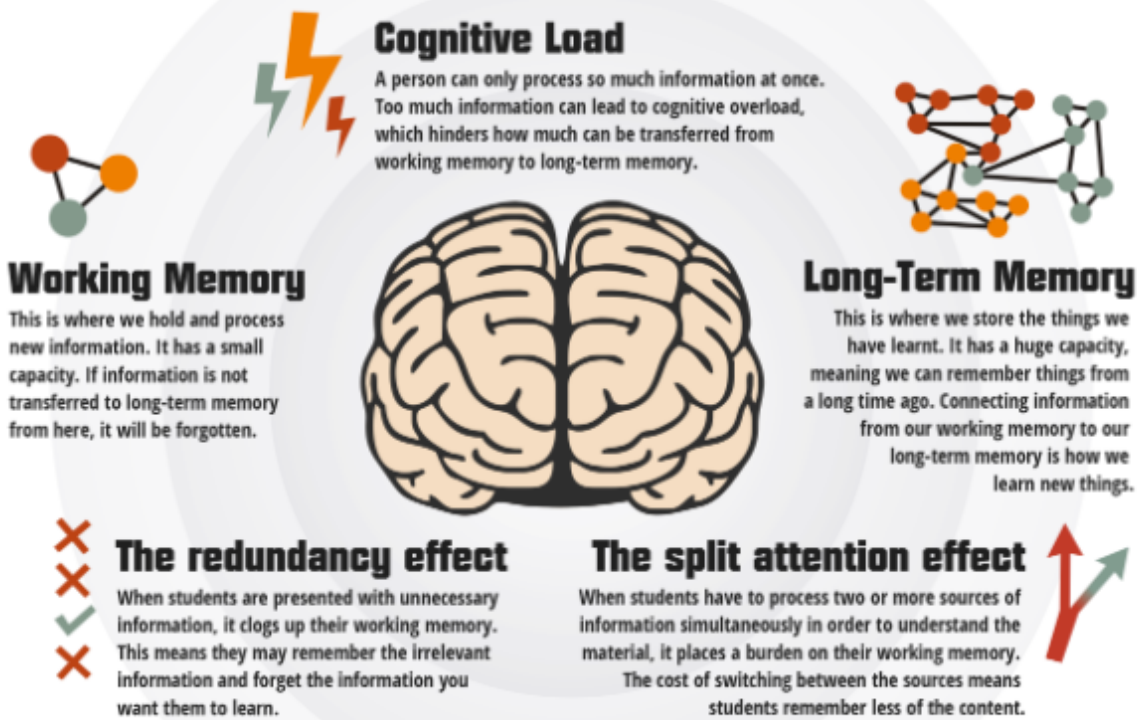 Cognitive Load
A person can only process so much information at once.
Too much information can lead to cognitive overload,
which hinders how much can be transferred from
working memory to long-term memory.
Working Memory
This is where we hold and process
new information. It has a small
capacity. If information is not
transferred to long-term memory
from here, it will be forgotten.
Long-Term Memory
This is where we store the things we
have learnt. It has a huge capacity,
meaning we can remember things from
a long time ago. Connecting information
from our working memory to our
long-term memory is how we
learn new things.
The redundancy effect
When students are presented with unnecessary
information, it clogs up their working memory.
This means they may remember the irrelevant
information and forget the information you
want them to learn.
The split attention effect
When students have to process two or more sources of
information simultaneously in order to understand the
material, it places a burden on their working memory.
The cost of switching between the sources means
students remember less of the content.